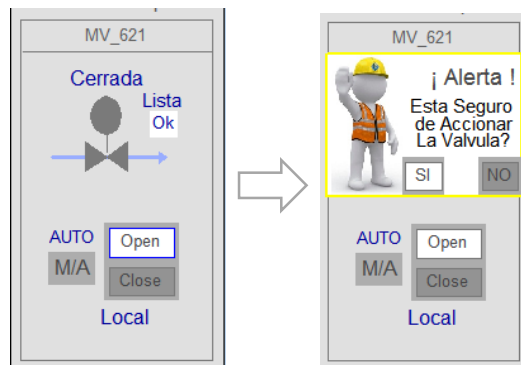 MV_621
Cerrada
Lista
Ok
AUTO
Open
M/A
Close
Local
MV_621
¡ Alerta !
Esta Seguro
de Accionar
La Valvula?
SI
NO
AUTO
Open
M/A
Close
Local